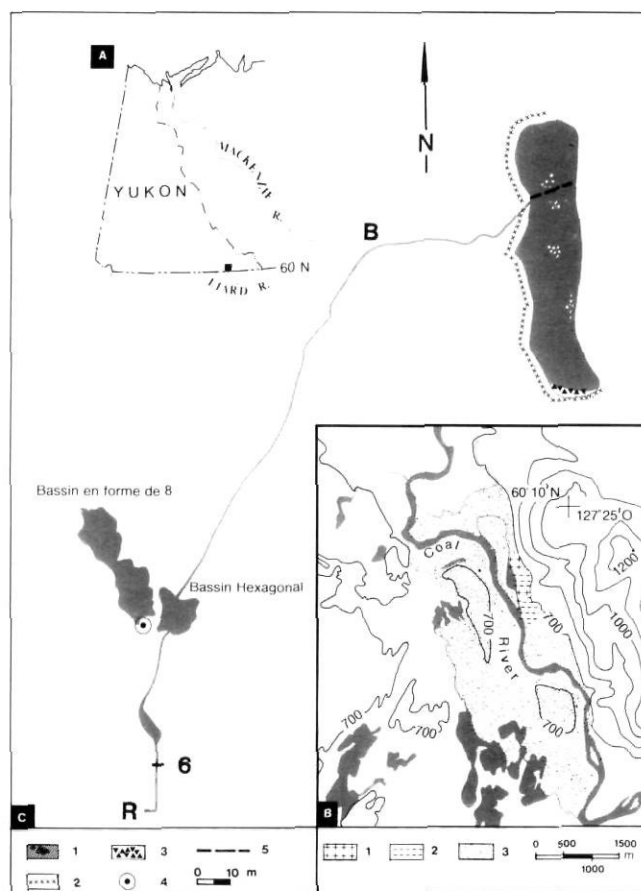 A
YUKON
MACKENZIE R.
60 N
LIARD R.
N
B
Bassin en forme de 8
Bassin Hexagonal
6
R
C
1
3
5
2
4
0 10 m
60°10'N
127°25'O
1200
1000
700
Coal
River
700
700
700
700
B
1
2
3
0 600 1500
m
1000